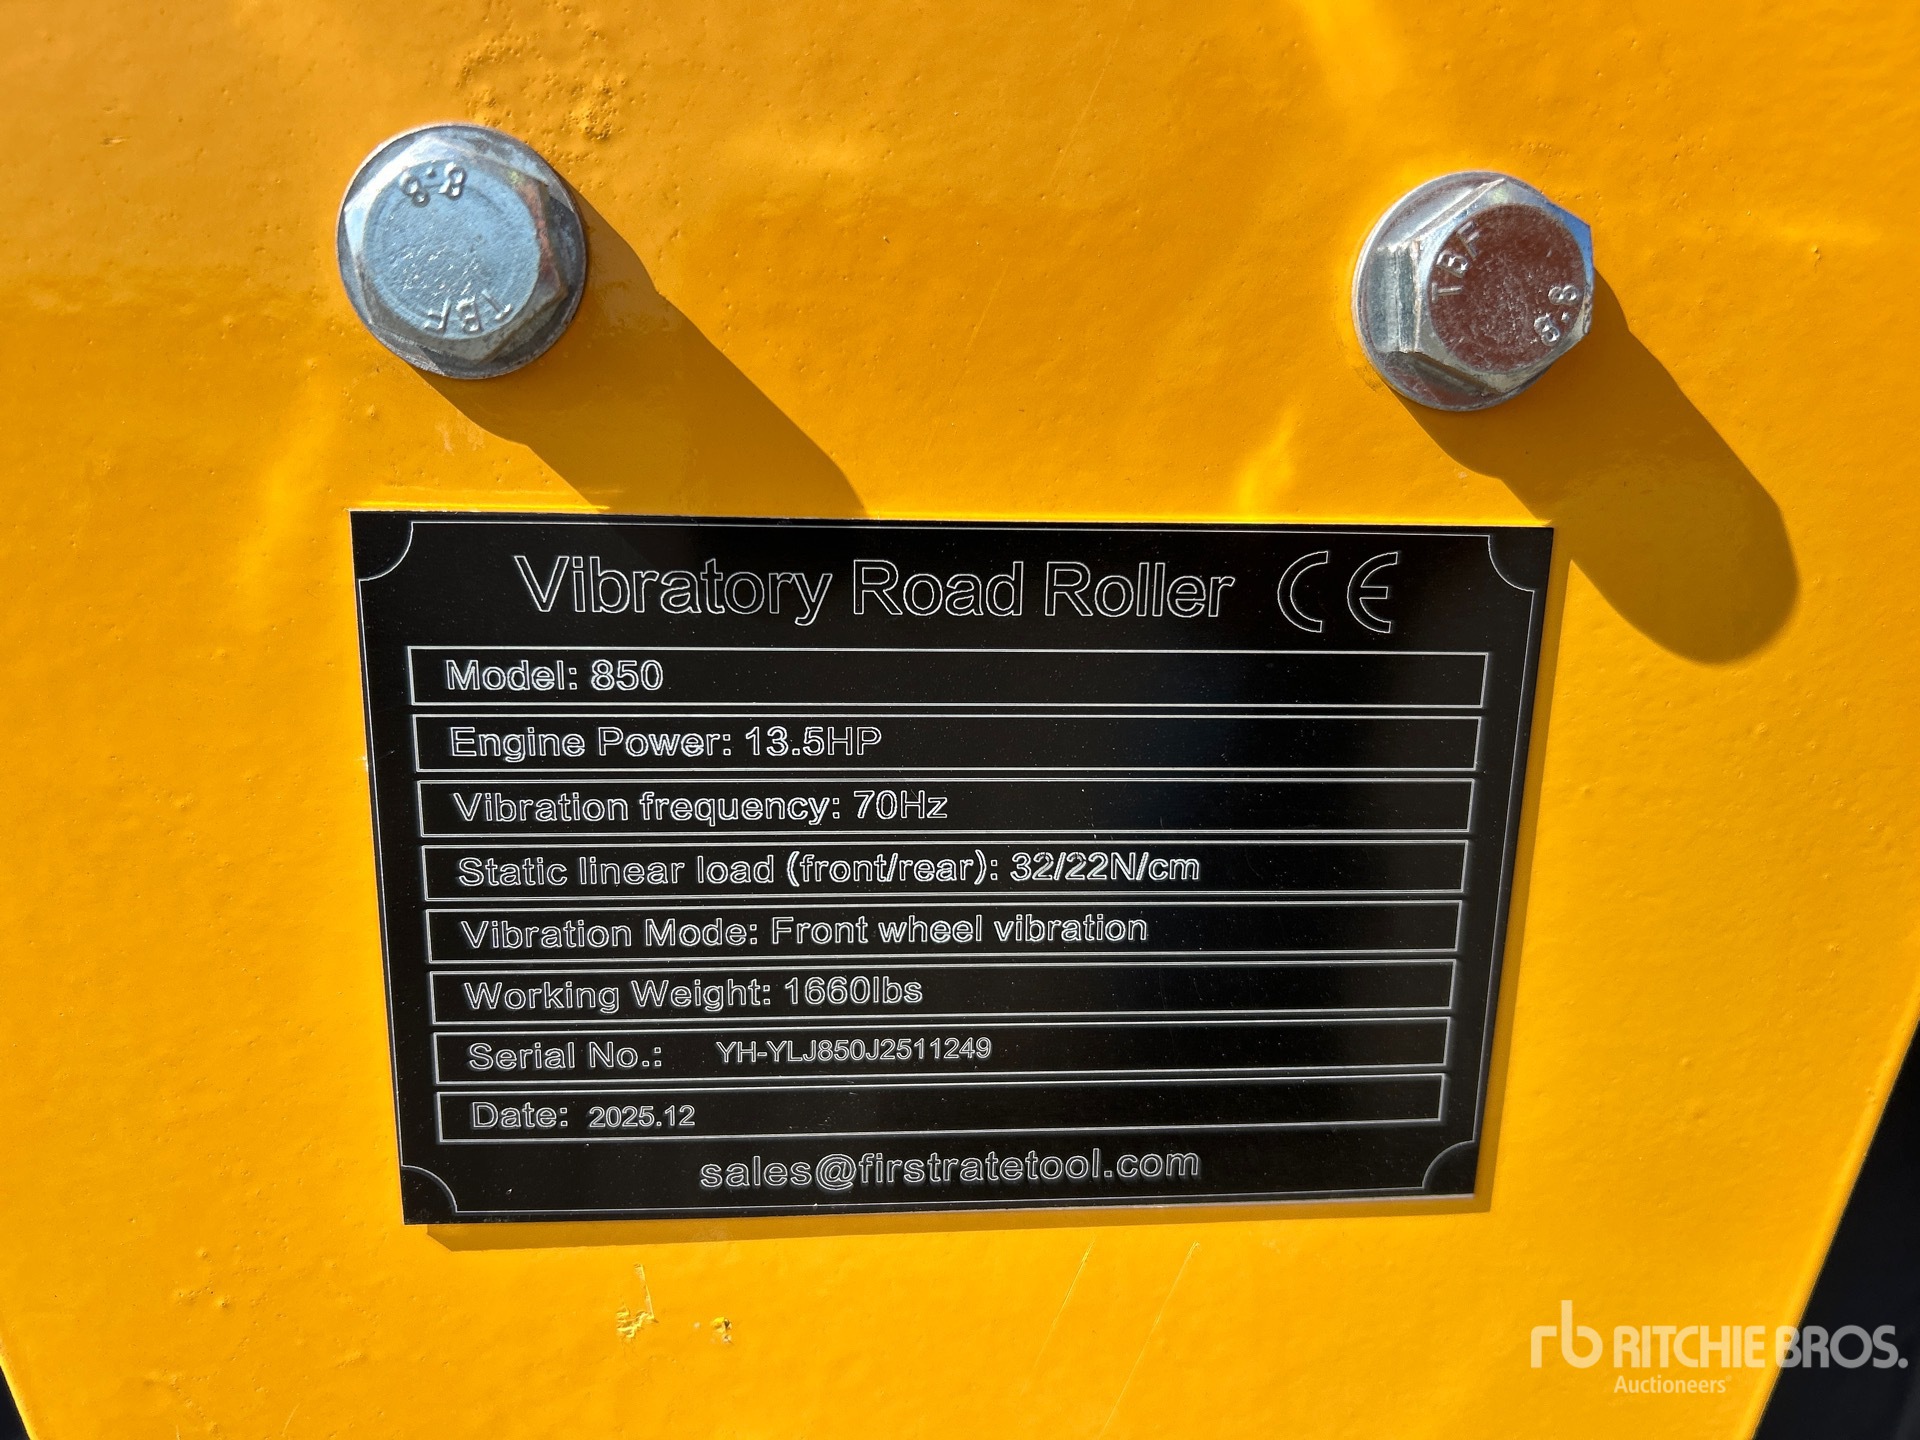 8.8
TBF
TBF
8.8
Vibratory Road Roller CE
Model: 850
Engine Power: 13.5HP
Vibration frequency: 70Hz
Static linear load (front/rear): 32/22N/cm
Vibration Mode: Front wheel vibration
Working Weight: 1660lbs
Serial No.: YH-YLJ850J2511249
Date: 2025.12
sales@firstratetool.com
rb RITCHIE BROS.
Auctioneers